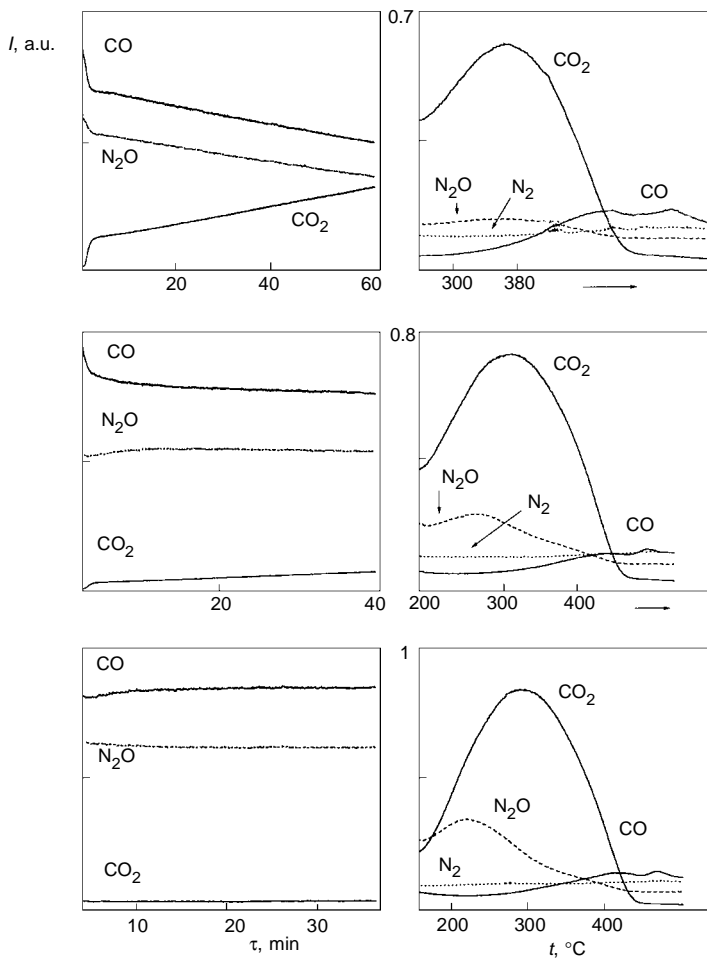 I, a.u.
CO
N2O
CO2
20
40
60
0.7
CO2
N2O
N2
CO
300
380
CO
N2O
CO2
20
40
0.8
CO2
N2O
N2
CO
200
300
400
CO
N2O
CO2
10
20
30
τ, min
1
CO2
N2O
CO
N2
200
300
400
t, °C